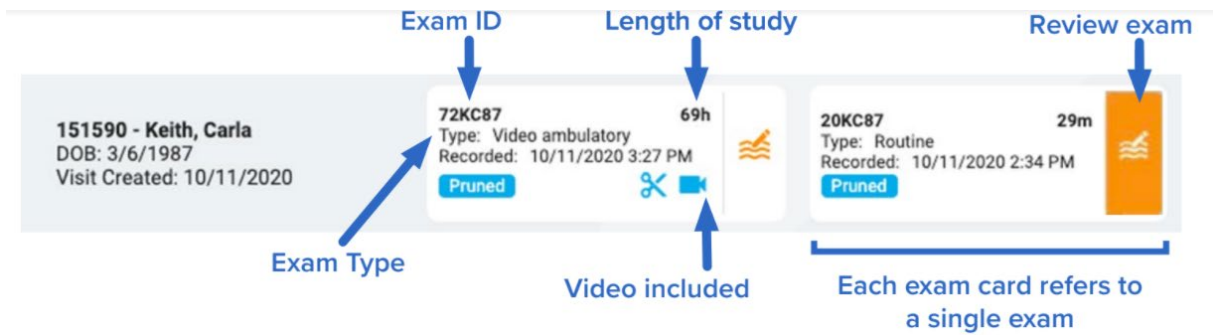 Exam ID
Length of study
Review exam
151590 - Keith, Carla
DOB: 3/6/1987
Visit Created: 10/11/2020
72KC87 69h
Type: Video ambulatory
Recorded: 10/11/2020 3:27 PM
Pruned
20KC87 29m
Type: Routine
Recorded: 10/11/2020 2:34 PM
Pruned
Exam Type
Video included
Each exam card refers to
a single exam